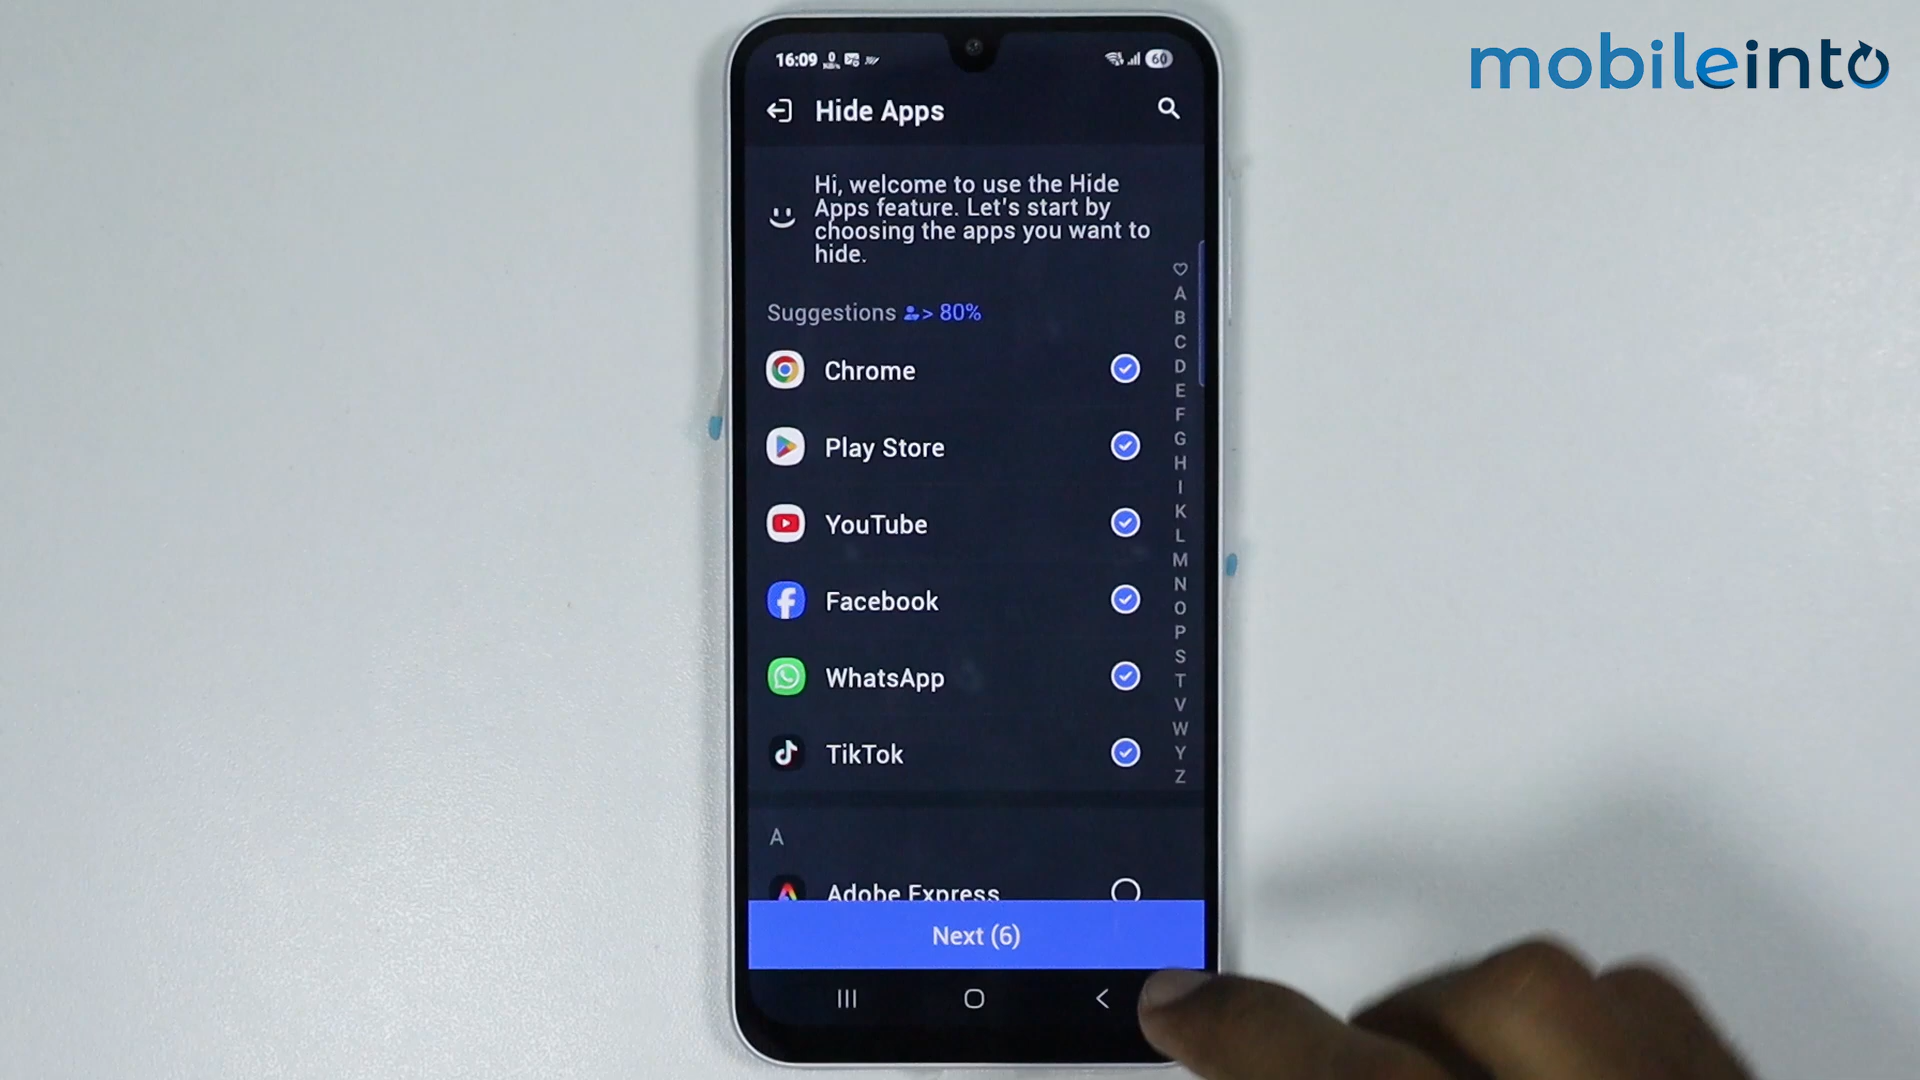 mobileinto
16:09
60
Hide Apps
Hi, welcome to use the Hide
Apps feature. Let's start by
choosing the apps you want to
hide.
Suggestions > 80%
Chrome
Play Store
YouTube
Facebook
WhatsApp
TikTok
A
Adobe Express
Next (6)
A
B
C
D
E
F
G
H
I
K
L
M
N
O
P
S
T
V
W
Y
Z